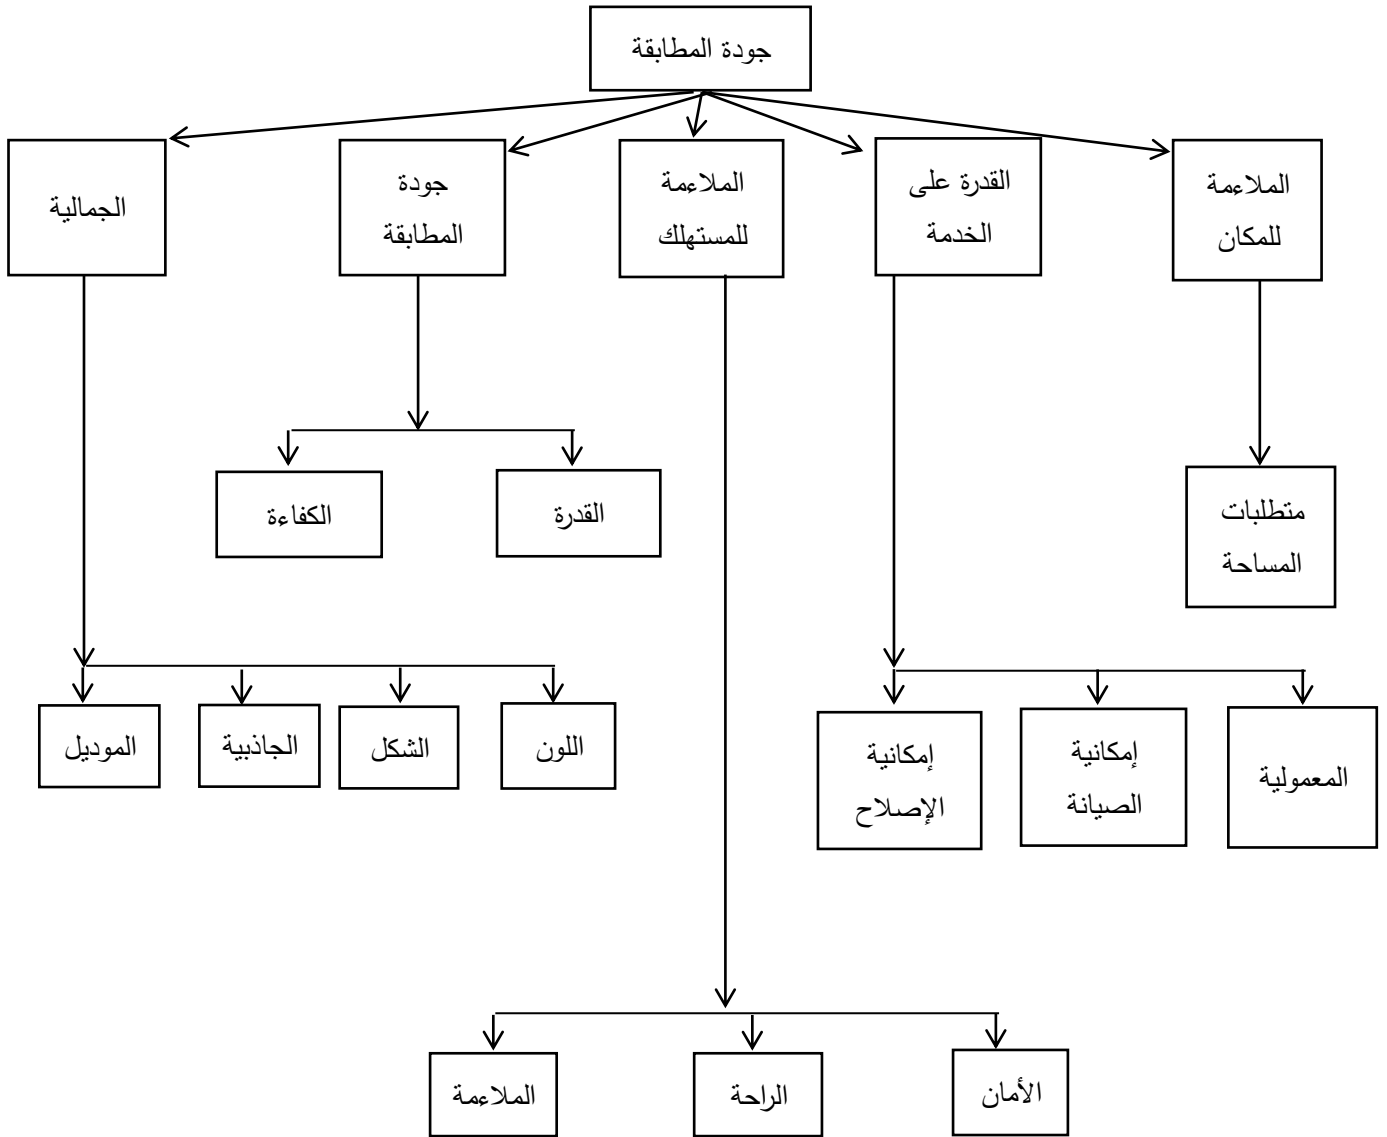 جودة المطابقة
الملاءمة
للمكان
القدرة على
الخدمة
الملاءمة
للمستهلك
جودة
المطابقة
الجمالية
متطلبات
المساحة
القدرة
الكفاءة
المعمولية
إمكانية
الصيانة
إمكانية
الإصلاح
اللون
الشكل
الجاذبية
الموديل
الأمان
الراحة
الملاءمة